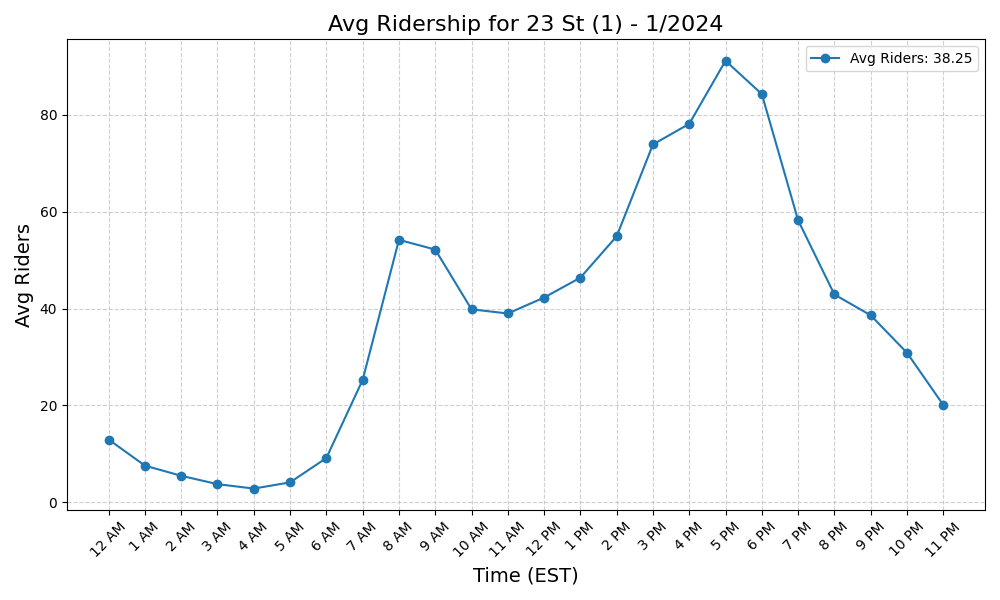 Avg Ridership for 23 St (1) - 1/2024
Avg Riders: 38.25
Avg Riders
80
60
40
20
0
12 AM
1 AM
2 AM
3 AM
4 AM
5 AM
6 AM
7 AM
8 AM
9 AM
10 AM
11 AM
12 PM
1 PM
2 PM
3 PM
4 PM
5 PM
6 PM
7 PM
8 PM
9 PM
10 PM
11 PM
Time (EST)